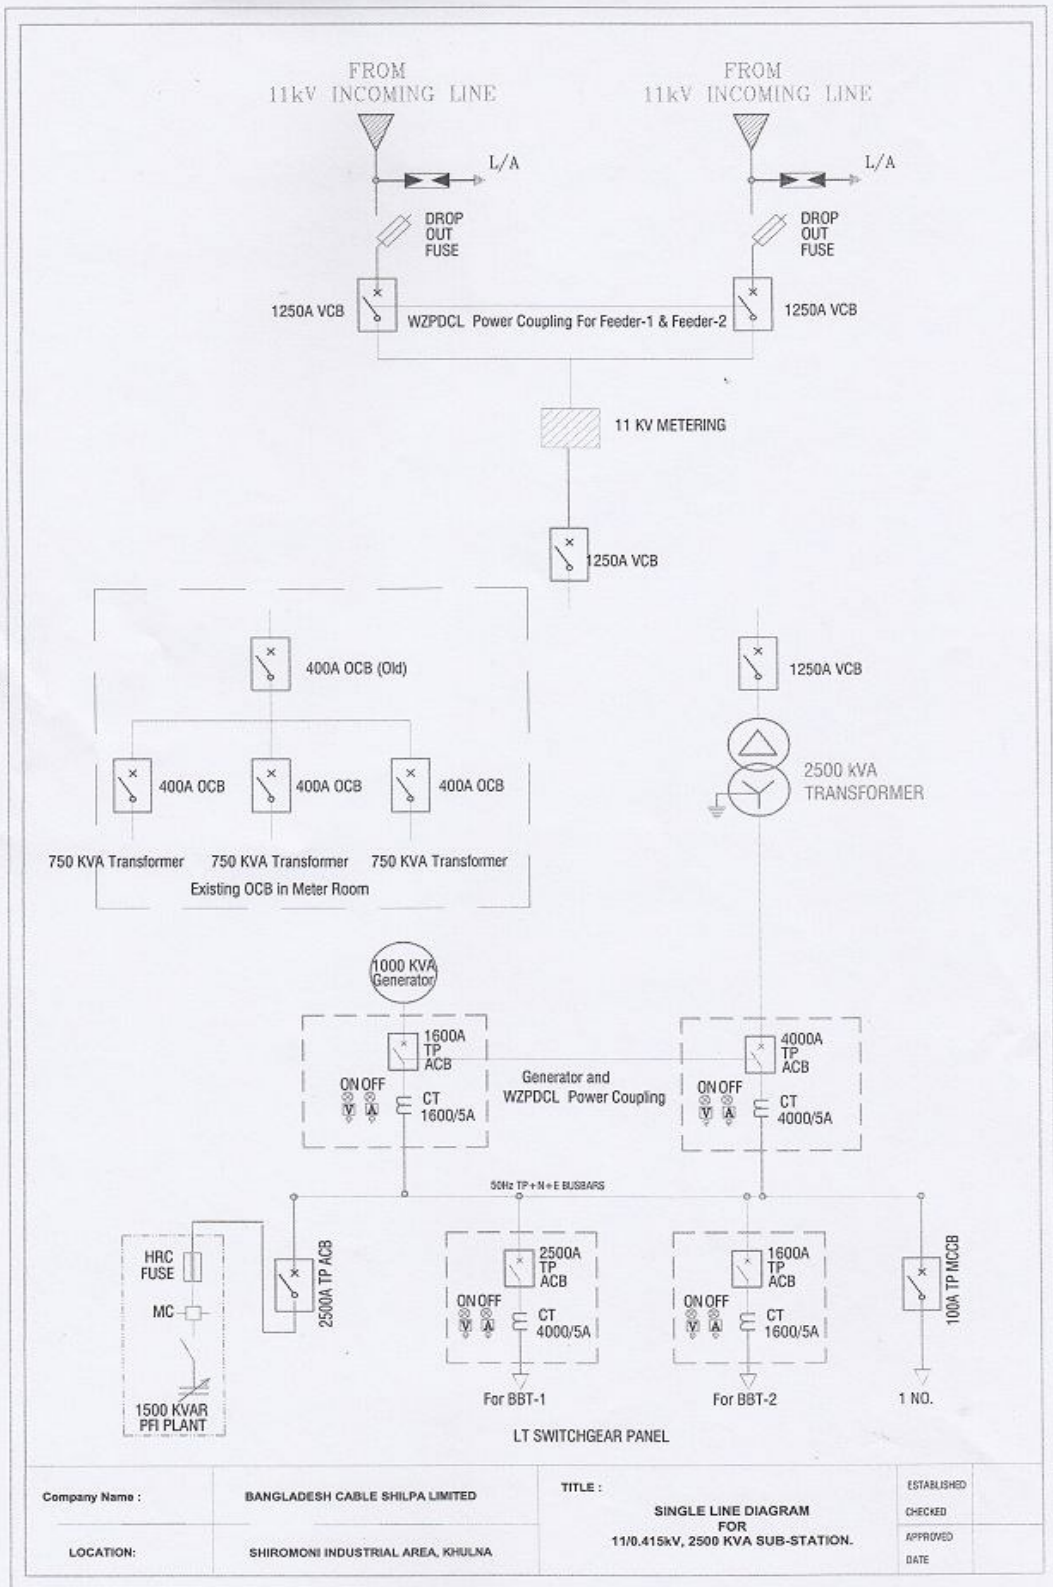 FROM
11kV INCOMING LINE
FROM
11kV INCOMING LINE
L/A
L/A
DROP
OUT
FUSE
DROP
OUT
FUSE
1250A VCB
WZPDCL Power Coupling For Feeder-1 & Feeder-2
1250A VCB
11 KV METERING
1250A VCB
400A OCB (Old)
1250A VCB
400A OCB
400A OCB
400A OCB
2500 kVA
TRANSFORMER
750 KVA Transformer
750 KVA Transformer
750 KVA Transformer
Existing OCB in Meter Room
1000 KVA
Generator
1600A
TP
ACB
ON OFF
V A
CT
1600/5A
Generator and
WZPDCL Power Coupling
4000A
TP
ACB
ON OFF
V A
CT
4000/5A
50Hz TP+N+E BUSBARS
HRC
FUSE
MC
1500 KVAR
PFI PLANT
2500A TP ACB
2500A
TP
ACB
ON OFF
V A
CT
4000/5A
For BBT-1
1600A
TP
ACB
ON OFF
V A
CT
1600/5A
For BBT-2
100A TP MCCB
1 NO.
LT SWITCHGEAR PANEL
Company Name :
BANGLADESH CABLE SHILPA LIMITED
LOCATION:
SHIROMONI INDUSTRIAL AREA, KHULNA
TITLE :
SINGLE LINE DIAGRAM
FOR
11/0.415kV, 2500 KVA SUB-STATION.
ESTABLISHED
CHECKED
APPROVED
DATE